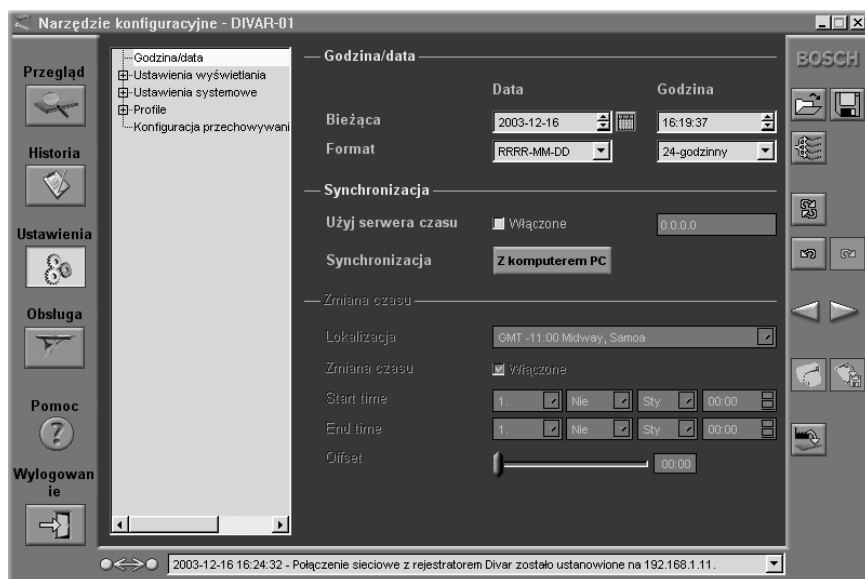 Narzędzie konfiguracyjne - DIVAR-01
Przegląd
Historia
Ustawienia
Obsługa
Pomoc
Wylogowan
ie
Godzina/data
Ustawienia wyświetlania
Ustawienia systemowe
Profile
Konfiguracja przechowywani
Godzina/data
Data Godzina
Bieżąca 2003-12-16 16:19:37
Format RRRR-MM-DD 24-godzinny
Synchronizacja
Użyj serwera czasu Włączone 0.0.0.0
Synchronizacja Z komputerem PC
Zmiana czasu
Lokalizacja GMT -11:00 Midway, Samoa
Zmiana czasu Włączone
Start time 1. Nie Sty 00:00
End time 1. Nie Sty 00:00
Offset 00:00
BOSCH
2003-12-16 16:24:32 - Połączenie sieciowe z rejestratorem Divar zostało ustanowione na 192.168.1.11.